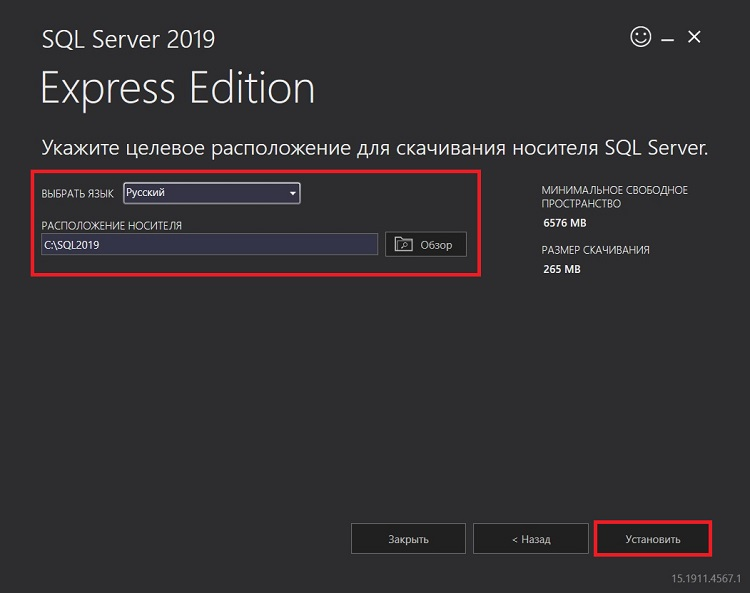 SQL Server 2019
Express Edition
Укажите целевое расположение для скачивания носителя SQL Server.
ВЫБРАТЬ ЯЗЫК Русский
РАСПОЛОЖЕНИЕ НОСИТЕЛЯ
C:\SQL2019 Обзор
МИНИМАЛЬНОЕ СВОБОДНОЕ
ПРОСТРАНСТВО
6576 MB
РАЗМЕР СКАЧИВАНИЯ
265 MB
Закрыть < Назад Установить
15.1911.4567.1